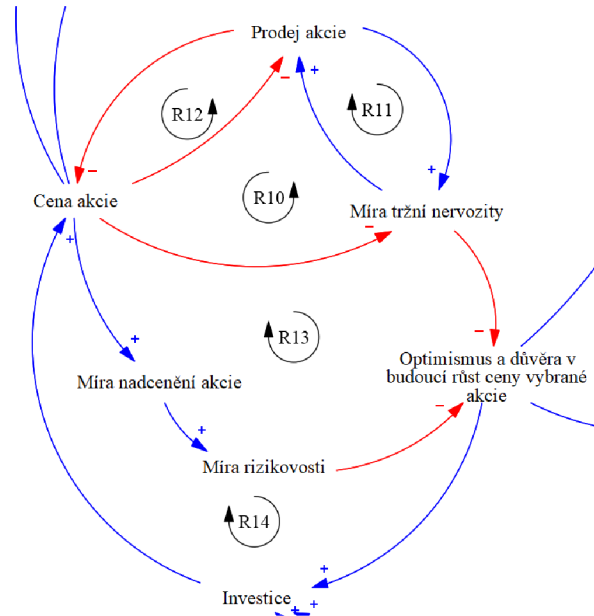 Prodej akcie
−
+
R12
R11
−
+
Cena akcie
R10
Míra tržní nervozity
+
−
R13
+
−
Optimismus a důvěra v
budoucí růst ceny vybrané
akcie
Míra nadcenění akcie
−
+
Míra rizikovosti
R14
+
Investice
+
+